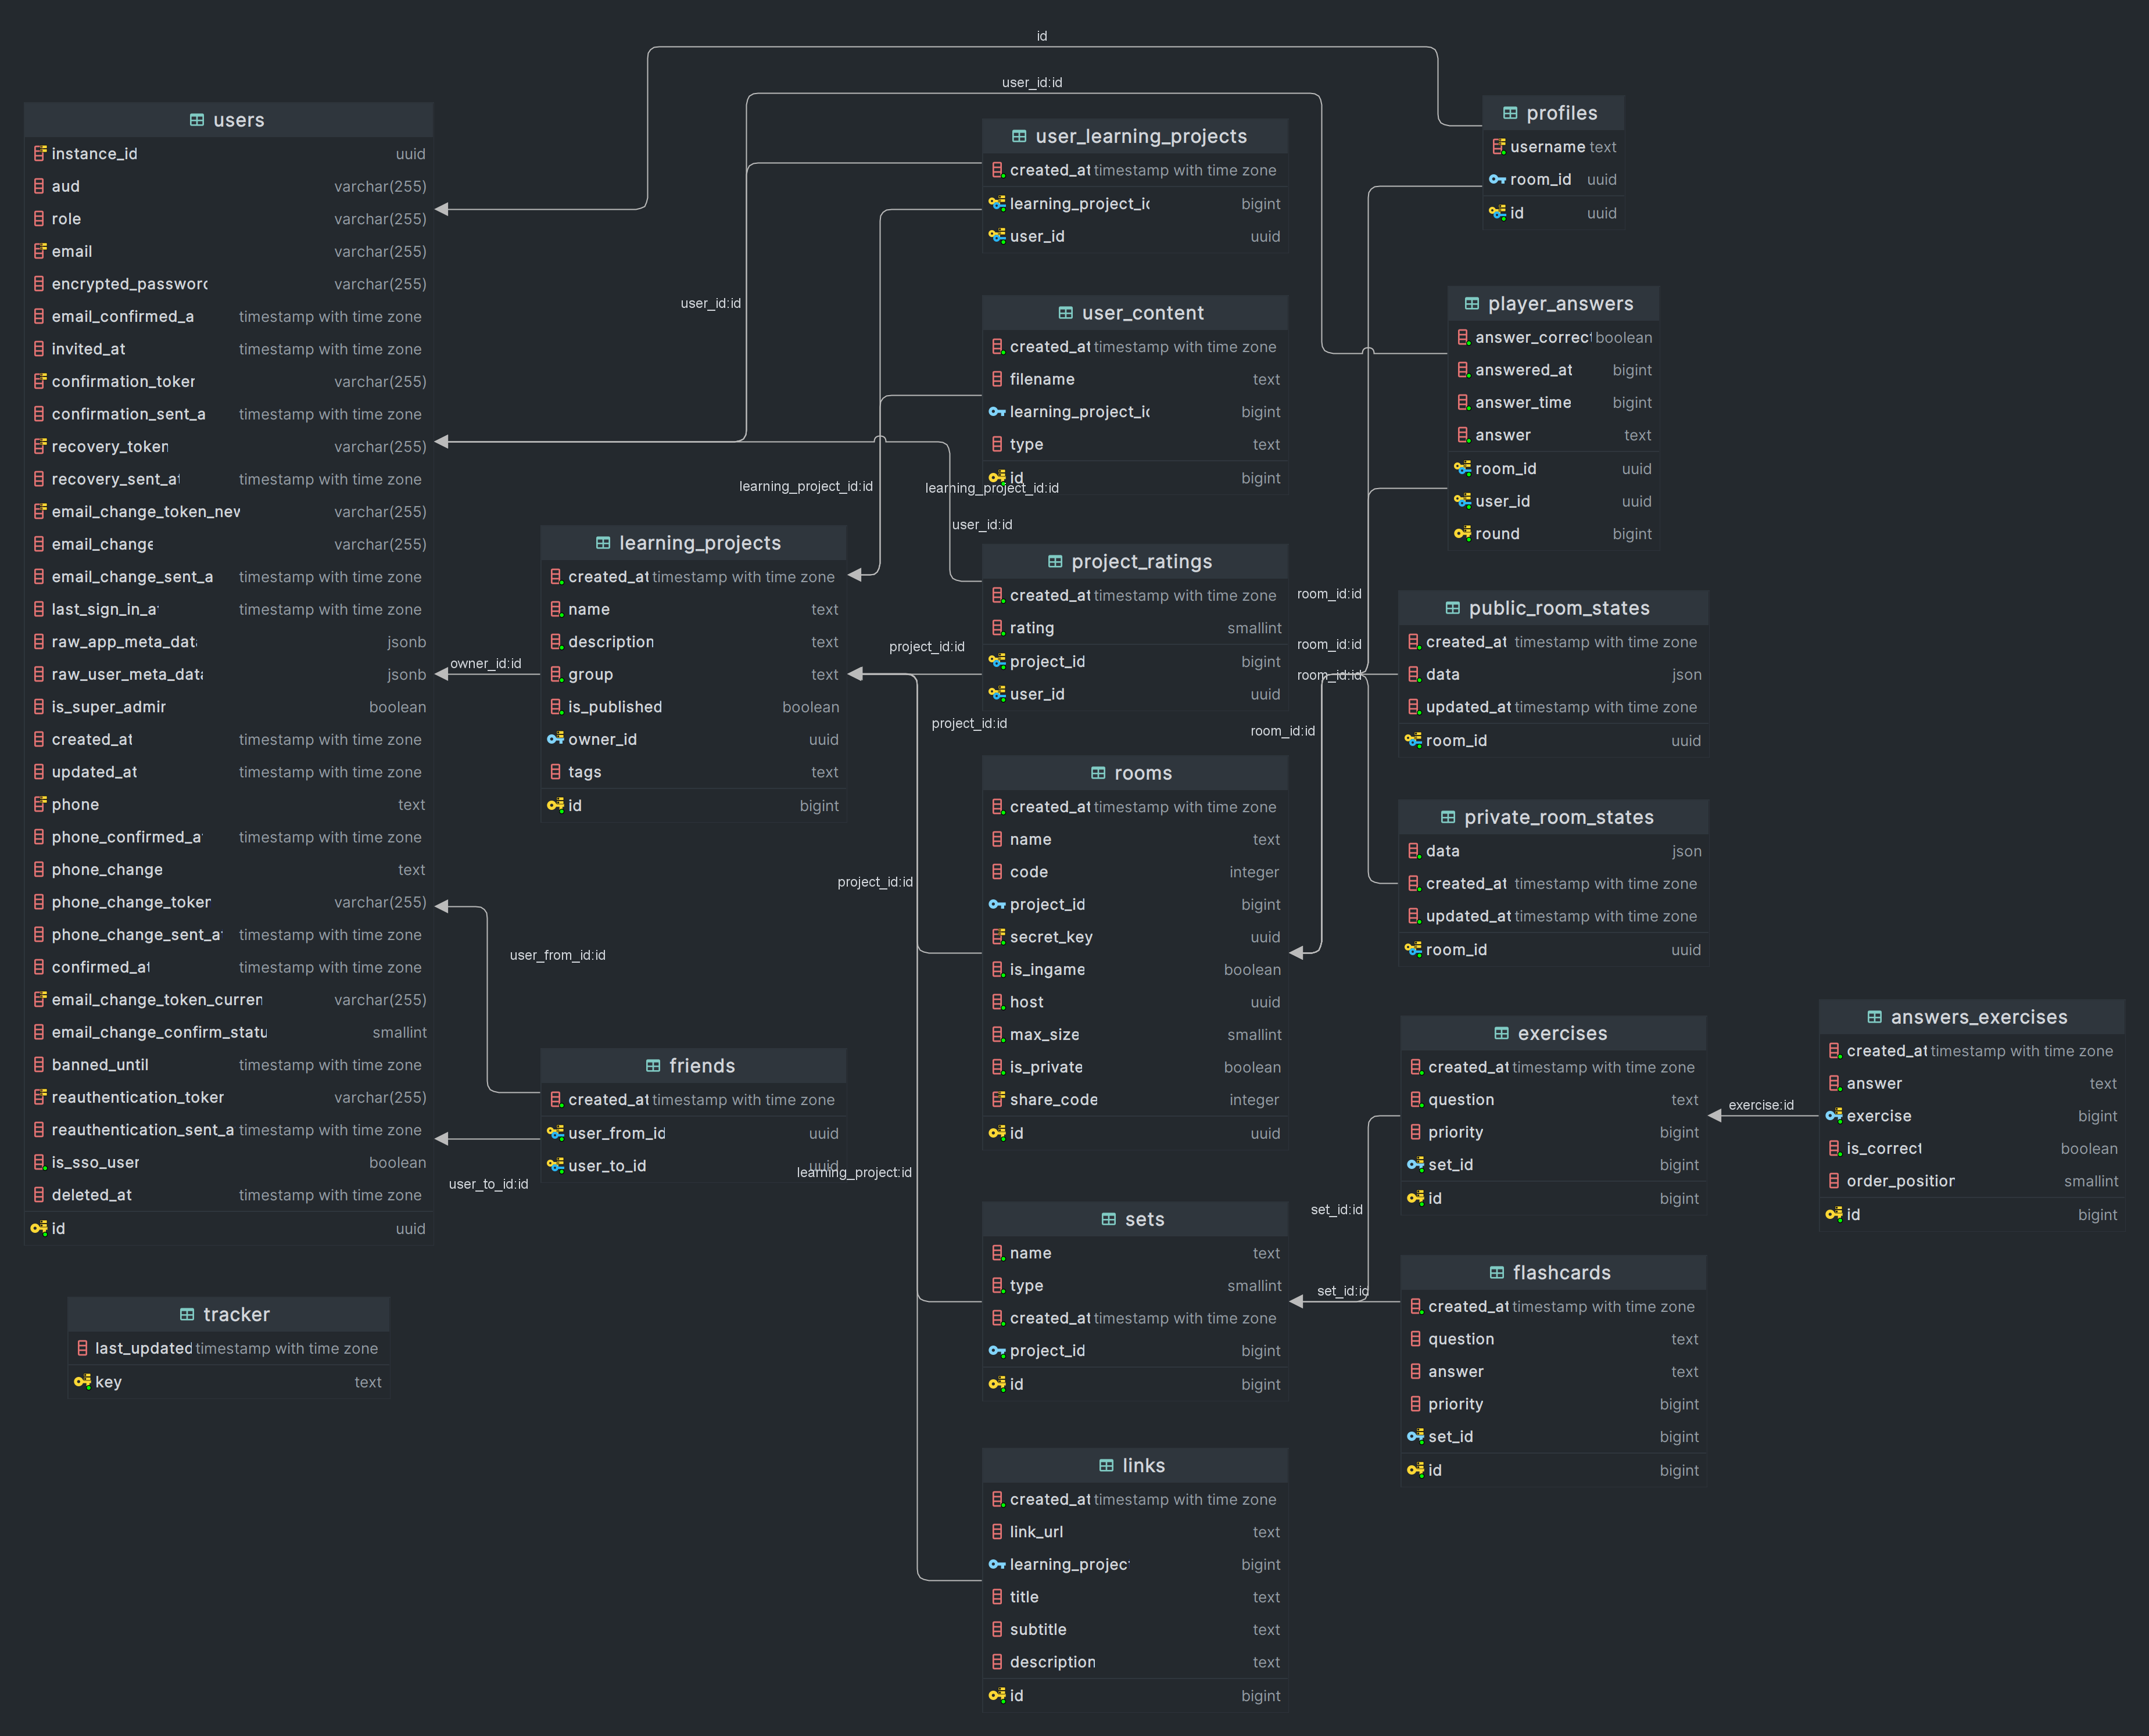 id
user_id:id
users
instance_id uuid
aud varchar(255)
role varchar(255)
email varchar(255)
encrypted_passworc varchar(255)
email_confirmed_a timestamp with time zone
invited_at timestamp with time zone
confirmation_toker varchar(255)
confirmation_sent_a timestamp with time zone
recovery_token varchar(255)
recovery_sent_at timestamp with time zone
email_change_token_nev varchar(255)
email_change varchar(255)
email_change_sent_a timestamp with time zone
last_sign_in_a timestamp with time zone
raw_app_meta_data jsonb
raw_user_meta_data jsonb
is_super_admir boolean
created_at timestamp with time zone
updated_at timestamp with time zone
phone text
phone_confirmed_a timestamp with time zone
phone_change text
phone_change_toker varchar(255)
phone_change_sent_a timestamp with time zone
confirmed_at timestamp with time zone
email_change_token_curren varchar(255)
email_change_confirm_statu smallint
banned_until timestamp with time zone
reauthentication_toker varchar(255)
reauthentication_sent_a timestamp with time zone
is_sso_user boolean
deleted_at timestamp with time zone
id uuid
tracker
last_updated timestamp with time zone
key text
user_id:id
owner_id:id
user_from_id:id
user_to_id:id
learning_projects
created_at timestamp with time zone
name text
description text
group text
is_published boolean
owner_id uuid
tags text
id bigint
friends
created_at timestamp with time zone
user_from_id uuid
user_to_id uuid
learning_project_id:id
learning_project_id:id
user_id:id
project_id:id
project_id:id
project_id:id
learning_project:id
user_learning_projects
created_at timestamp with time zone
learning_project_ic bigint
user_id uuid
user_content
created_at timestamp with time zone
filename text
learning_project_ic bigint
type text
id bigint
project_ratings
created_at timestamp with time zone
rating smallint
project_id bigint
user_id uuid
rooms
created_at timestamp with time zone
name text
code integer
project_id bigint
secret_key uuid
is_ingame boolean
host uuid
max_size smallint
is_private boolean
share_code integer
id uuid
sets
name text
type smallint
created_at timestamp with time zone
project_id bigint
id bigint
links
created_at timestamp with time zone
link_url text
learning_projec bigint
title text
subtitle text
description text
id bigint
room_id:id
room_id:id
room_id:id
room_id:id
set_id:id
set_id:id
profiles
username text
room_id uuid
id uuid
player_answers
answer_correct boolean
answered_at bigint
answer_time bigint
answer text
room_id uuid
user_id uuid
round bigint
public_room_states
created_at timestamp with time zone
data json
updated_at timestamp with time zone
room_id uuid
private_room_states
data json
created_at timestamp with time zone
updated_at timestamp with time zone
room_id uuid
exercises
created_at timestamp with time zone
question text
priority bigint
set_id bigint
id bigint
flashcards
created_at timestamp with time zone
question text
answer text
priority bigint
set_id bigint
id bigint
exercise:id
answers_exercises
created_at timestamp with time zone
answer text
exercise bigint
is_correct boolean
order_positior smallint
id bigint